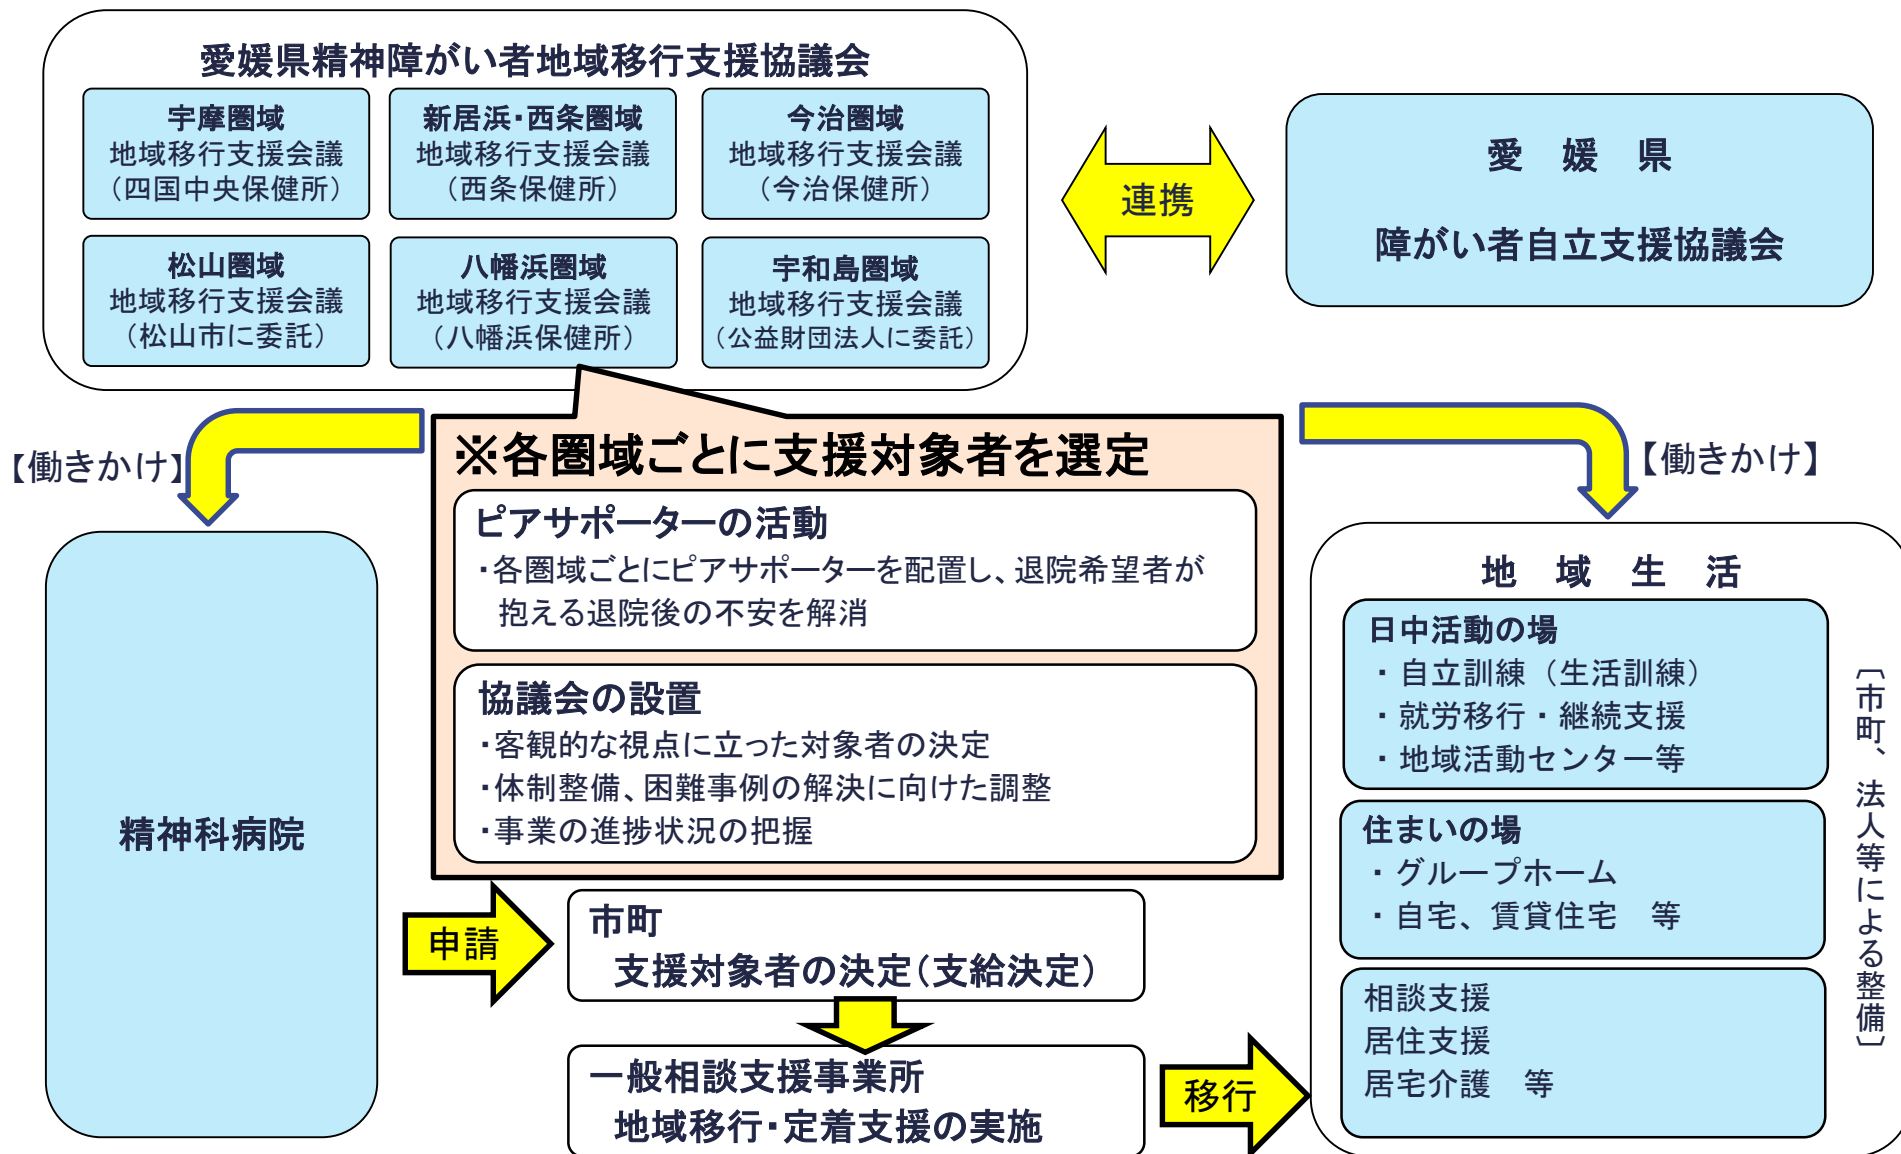 愛媛県精神障がい者地域移行支援協議会
宇摩圏域
地域移行支援会議
（四国中央保健所）
新居浜・西条圏域
地域移行支援会議
（西条保健所）
今治圏域
地域移行支援会議
（今治保健所）
松山圏域
地域移行支援会議
（松山市に委託）
八幡浜圏域
地域移行支援会議
（八幡浜保健所）
宇和島圏域
地域移行支援会議
（公益財団法人に委託）
連携
愛　媛　県
障がい者自立支援協議会
【働きかけ】
※各圏域ごとに支援対象者を選定
ピアサポーターの活動
・各圏域ごとにピアサポーターを配置し、退院希望者が
抱える退院後の不安を解消
協議会の設置
・客観的な視点に立った対象者の決定
・体制整備、困難事例の解決に向けた調整
・事業の進捗状況の把握
【働きかけ】
精神科病院
申請
市町
支援対象者の決定（支給決定）
一般相談支援事業所
地域移行・定着支援の実施
移行
地　域　生　活
日中活動の場
・自立訓練（生活訓練）
・就労移行・継続支援
・地域活動センター等
住まいの場
・グループホーム
・自宅、賃貸住宅　等
相談支援
居住支援
居宅介護　等
〔市町、法人等による整備〕